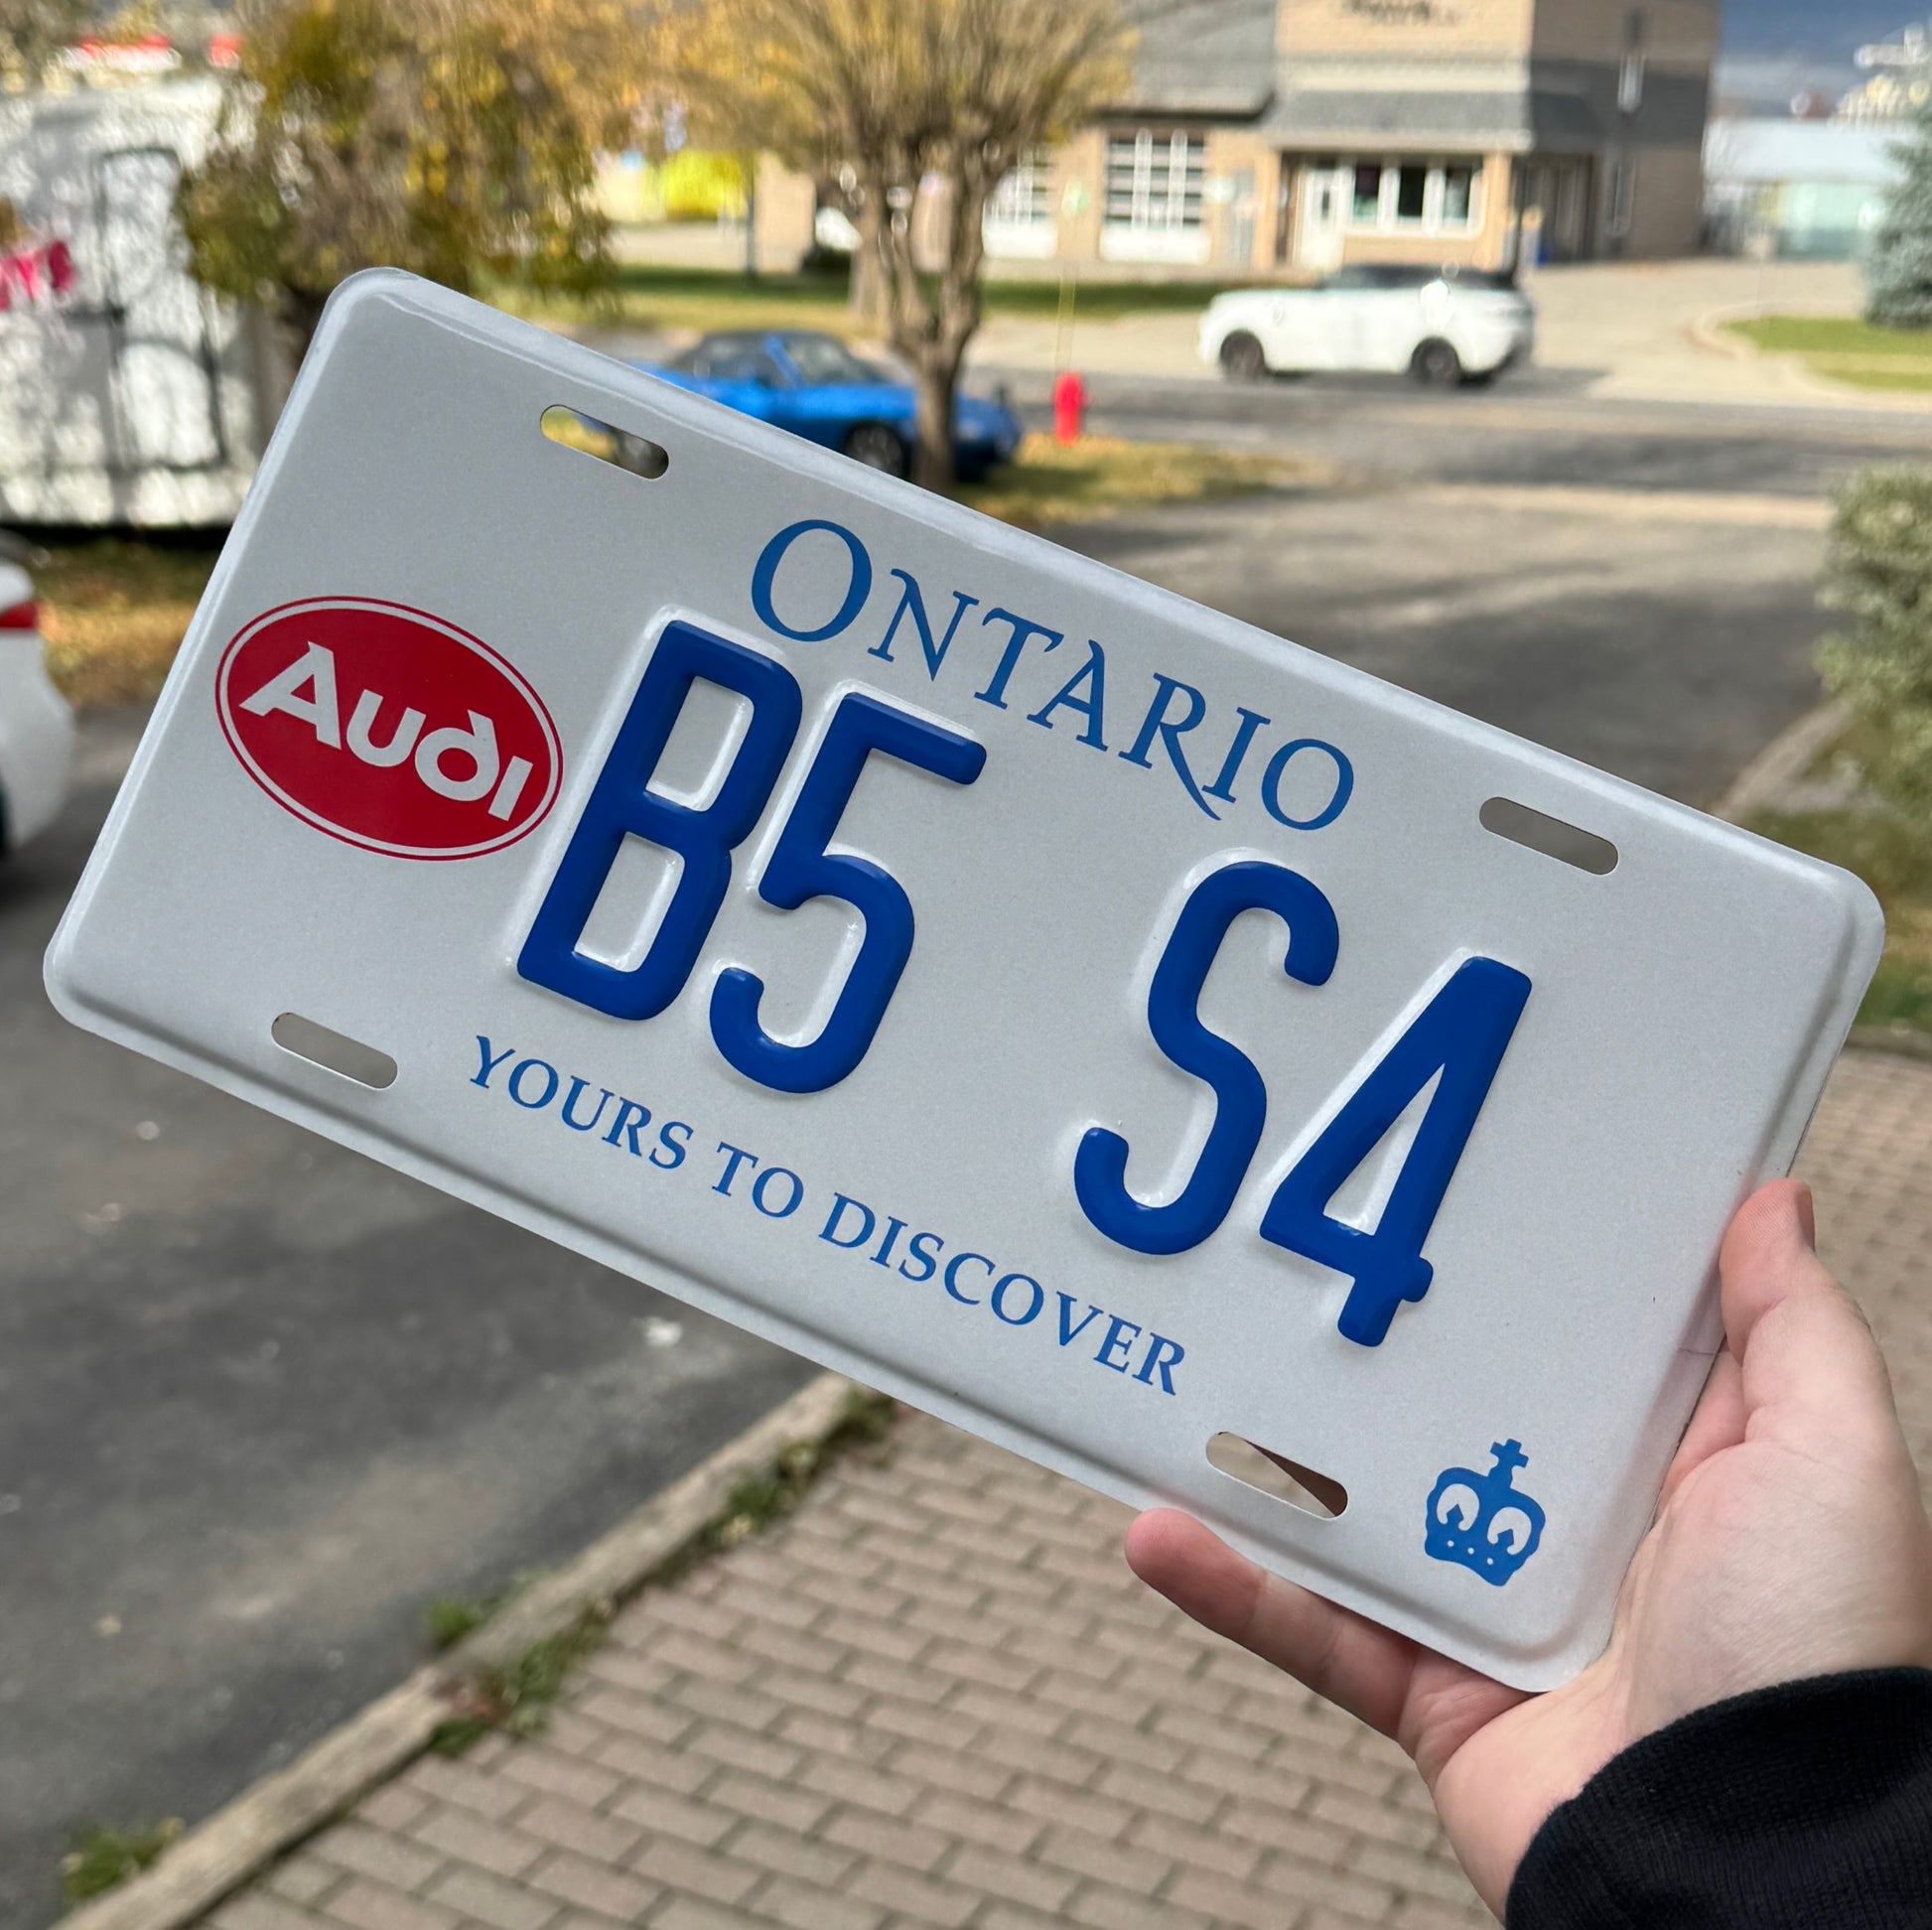 ONTARIO
Audi
B5 S4
YOURS TO DISCOVER